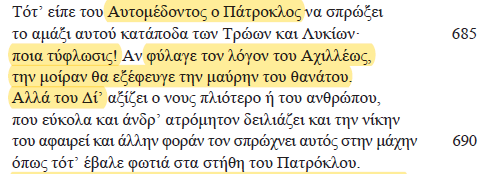 Τότ’ είπε του Αυτομέδοντος ο Πάτροκλος να σπρώξει
το αμάξι αυτού κατάποδα των Τρώων και Λυκίων· 685
ποια τύφλωσις! Αν φύλαγε τον λόγον του Αχιλλέως,
την μοίραν θα εξέφευγε την μαύρην του θανάτου.
Αλλά του Δί’ αξίζει ο νους πλιότερο ή του ανθρώπου,
που εύκολα και άνδρ’ ατρόμητον δειλιάζει και την νίκην
του αφαιρεί και άλλην φοράν τον σπρώχνει αυτός στην μάχην 690
όπως τότ’ έβαλε φωτιά στα στήθη του Πατρόκλου.